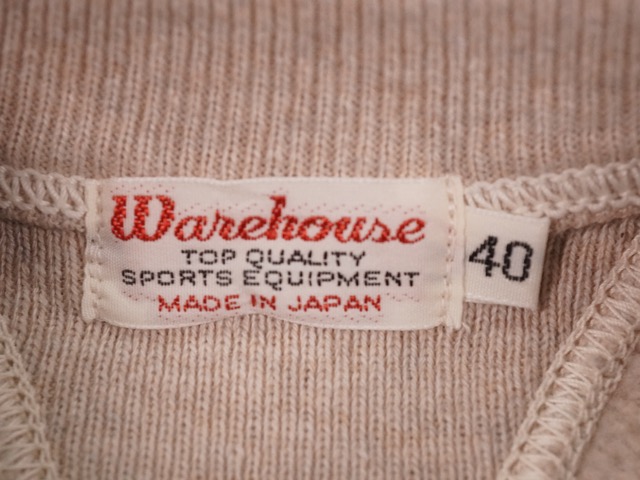 Warehouse
TOP QUALITY
SPORTS EQUIPMENT
MADE IN JAPAN
40